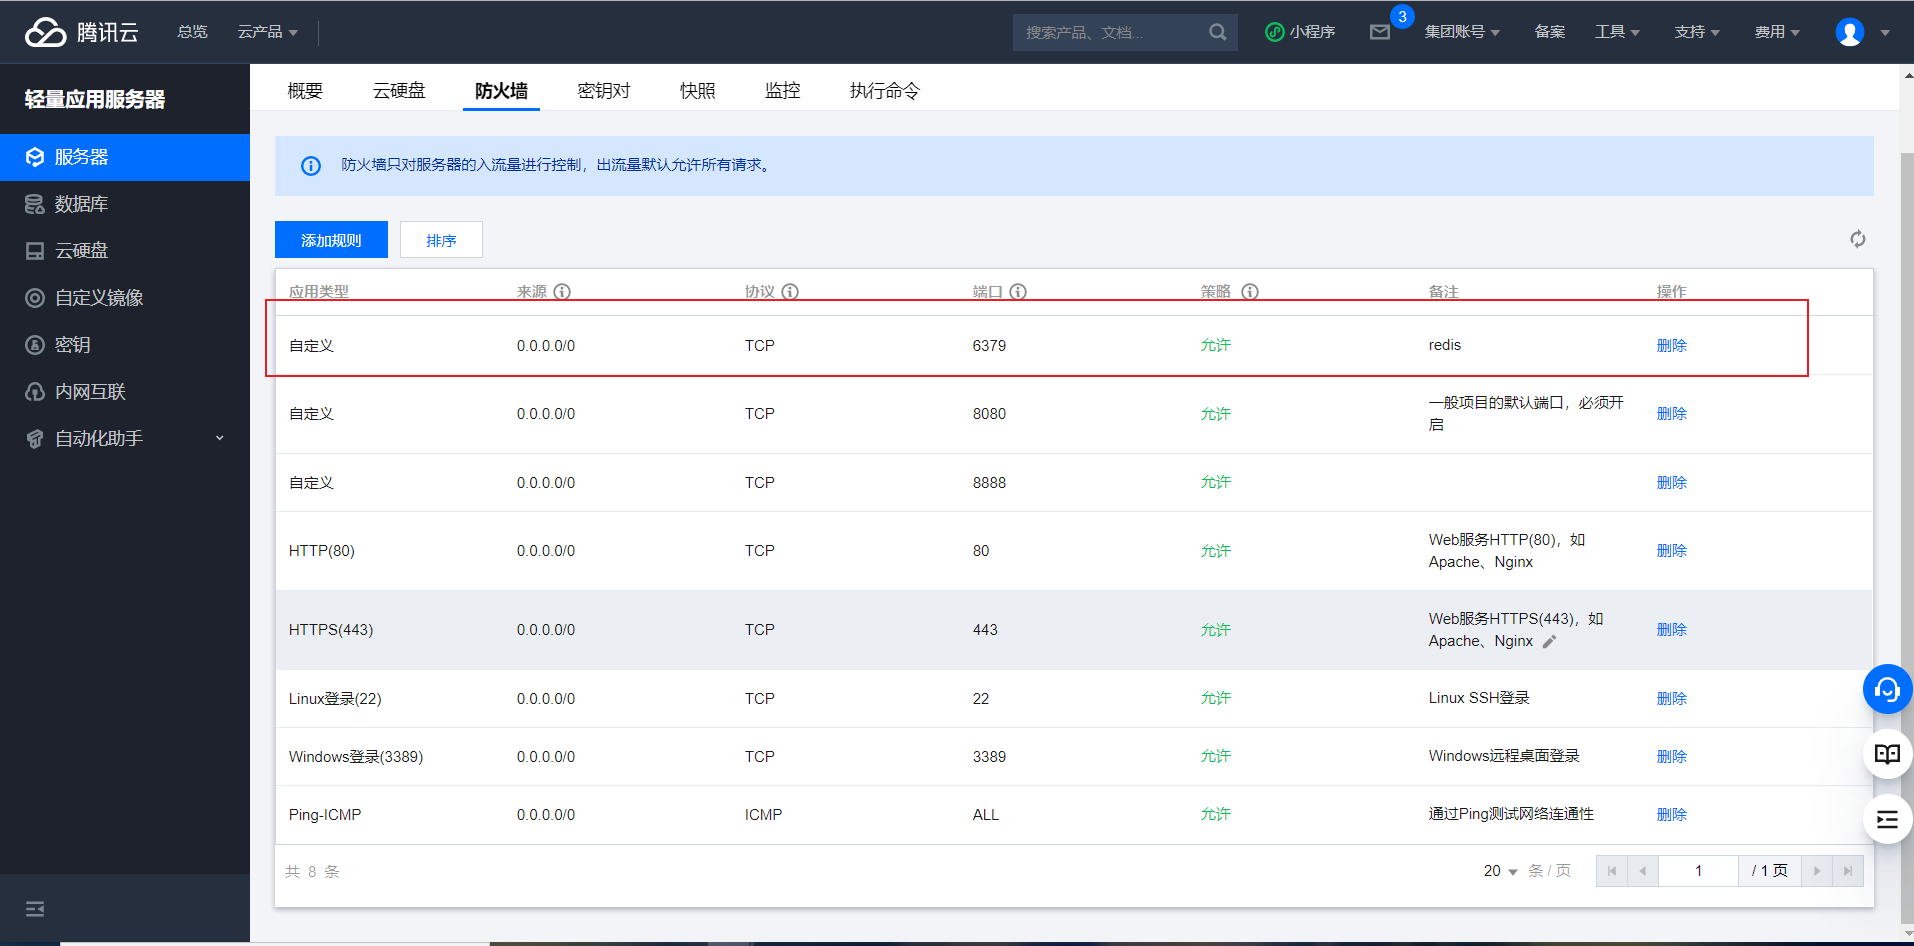 腾讯云
总览
云产品
搜索产品、文档...
小程序
3
集团账号
备案
工具
支持
费用
轻量应用服务器
服务器
数据库
云硬盘
自定义镜像
密钥
内网互联
自动化助手
概要 云硬盘 防火墙 密钥对 快照 监控 执行命令
防火墙只对服务器的入流量进行控制，出流量默认允许所有请求。
添加规则 排序
应用类型 来源 协议 端口 策略 备注 操作
自定义 0.0.0.0/0 TCP 6379 允许 redis 删除
自定义 0.0.0.0/0 TCP 8080 允许 一般项目的默认端口，必须开 删除
启
自定义 0.0.0.0/0 TCP 8888 允许 删除
HTTP(80) 0.0.0.0/0 TCP 80 允许 Web服务HTTP(80)，如 删除
Apache、Nginx
HTTPS(443) 0.0.0.0/0 TCP 443 允许 Web服务HTTPS(443)，如 删除
Apache、Nginx
Linux登录(22) 0.0.0.0/0 TCP 22 允许 Linux SSH登录 删除
Windows登录(3389) 0.0.0.0/0 TCP 3389 允许 Windows远程桌面登录 删除
Ping-ICMP 0.0.0.0/0 ICMP ALL 允许 通过Ping测试网络连通性 删除
共 8 条
20 条 / 页 1 / 1 页